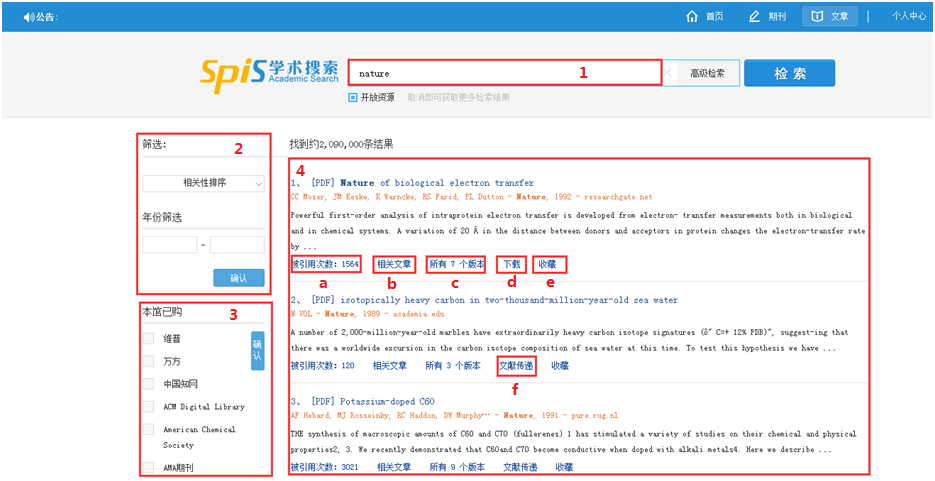 公告:
首页 期刊 文章 个人中心
Spis 学术搜索
Academic Search
nature 1 高级检索 检 索
开放资源 取消即可获取更多检索结果
筛选: 2
相关性排序
年份筛选
-
确认
本馆已购 3
维普
万方
确认
中国知网
ACM Digital Library
American Chemical
Society
AMA期刊
找到约2,090,000条结果
4
1、 [PDF] Nature of biological electron transfer
CC Moser, JM Keske, K Warncke, RS Farid, PL Dutton - Nature, 1992 - researchgate.net
Powerful first-order analysis of intraprotein electron transfer is developed from electron- transfer measurements both in biological
and in chemical systems. A variation of 20 Å in the distance between donors and acceptors in protein changes the electron-transfer rate
by ...
被引用次数: 1564 相关文章 所有 7 个版本 下载 收藏
a b c d e
2、 [PDF] isotopically heavy carbon in two-thousand-million-year-old sea water
N VOL - Nature, 1989 - academia.edu
A number of 2,000-million-year-old marbles have extraordinarily heavy carbon isotope signatures (δ" C=+ 12% PDB)", suggest-ing that
there was a worldwide excursion in the carbon isotope composition of sea water at this time. To test this hypothesis we have ...
被引用次数: 120 相关文章 所有 3 个版本 文献传递 收藏
f
3、 [PDF] Potassium-doped C60
AF Hebard, MJ Rosseinky, RC Haddon, DW Murphy… - Nature, 1991 - pure.rug.nl
THE synthesis of macroscopic amounts of C60 and C70 (fullerenes) 1 has stimulated a variety of studies on their chemical and physical
properties2, 3. We recently demonstrated that C60and C70 become conductive when doped with alkali metals4. Here we describe ...
被引用次数: 3021 相关文章 所有 9 个版本 文献传递 收藏